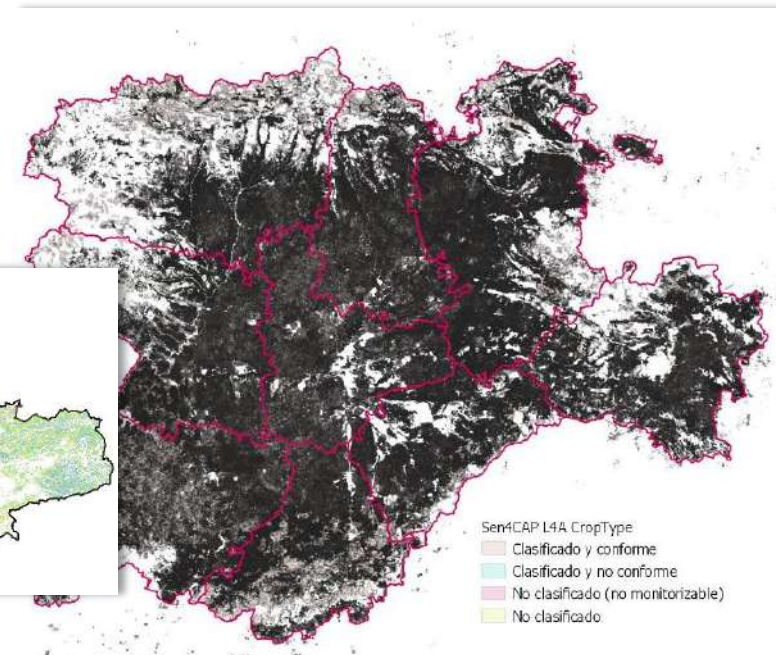 Sen4CAP L4A CropType
Clasificado y conforme
Clasificado y no conforme
No clasificado (no monitorizable)
No clasificado